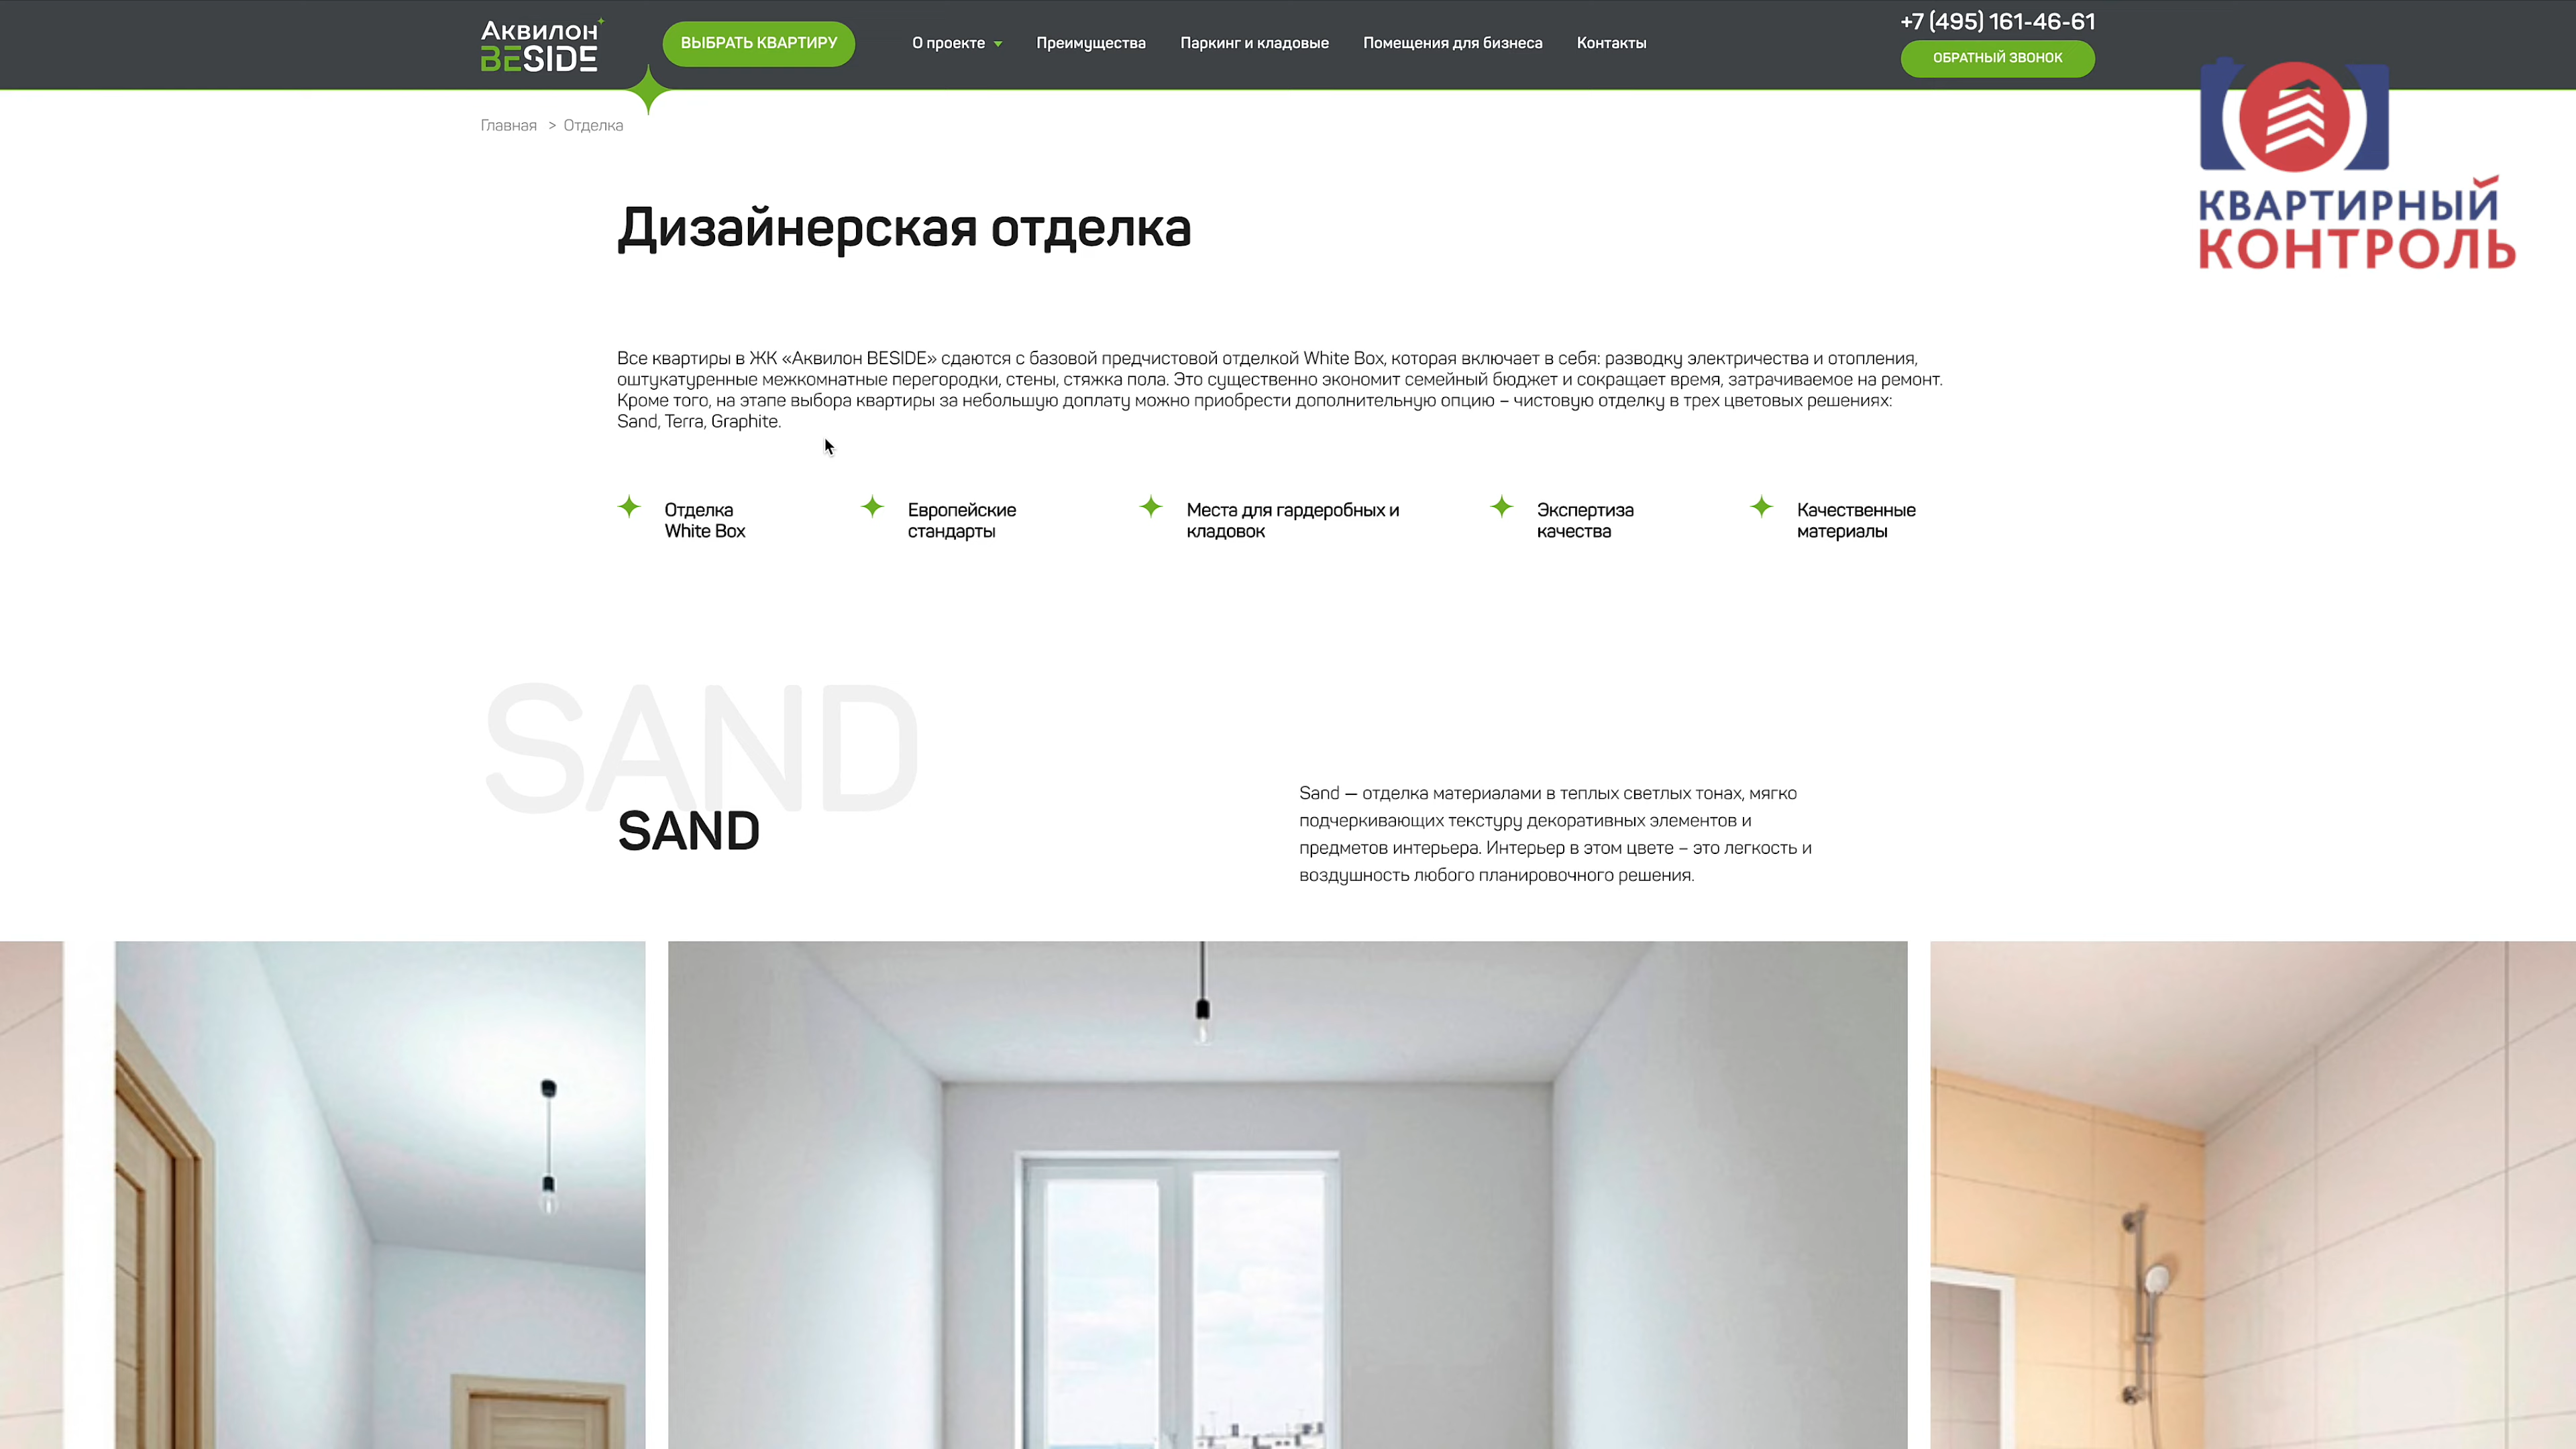 Аквилон
BESIDE
ВЫБРАТЬ КВАРТИРУ
О проекте
Преимущества
Паркинг и кладовые
Помещения для бизнеса
Контакты
+7 (495) 161-46-61
ОБРАТНЫЙ ЗВОНОК
КВАРТИРНЫЙ
КОНТРОЛЬ
Главная > Отделка
Дизайнерская отделка
Все квартиры в ЖК «Аквилон BESIDE» сдаются с базовой предчистовой отделкой White Box, которая включает в себя: разводку электричества и отопления,
оштукатуренные межкомнатные перегородки, стены, стяжка пола. Это существенно экономит семейный бюджет и сокращает время, затрачиваемое на ремонт.
Кроме того, на этапе выбора квартиры за небольшую доплату можно приобрести дополнительную опцию – чистовую отделку в трех цветовых решениях:
Sand, Terra, Graphite.
Отделка
White Box
Европейские
стандарты
Места для гардеробных и
кладовок
Экспертиза
качества
Качественные
материалы
SAND
SAND
Sand — отделка материалами в теплых светлых тонах, мягко
подчеркивающих текстуру декоративных элементов и
предметов интерьера. Интерьер в этом цвете – это легкость и
воздушность любого планировочного решения.